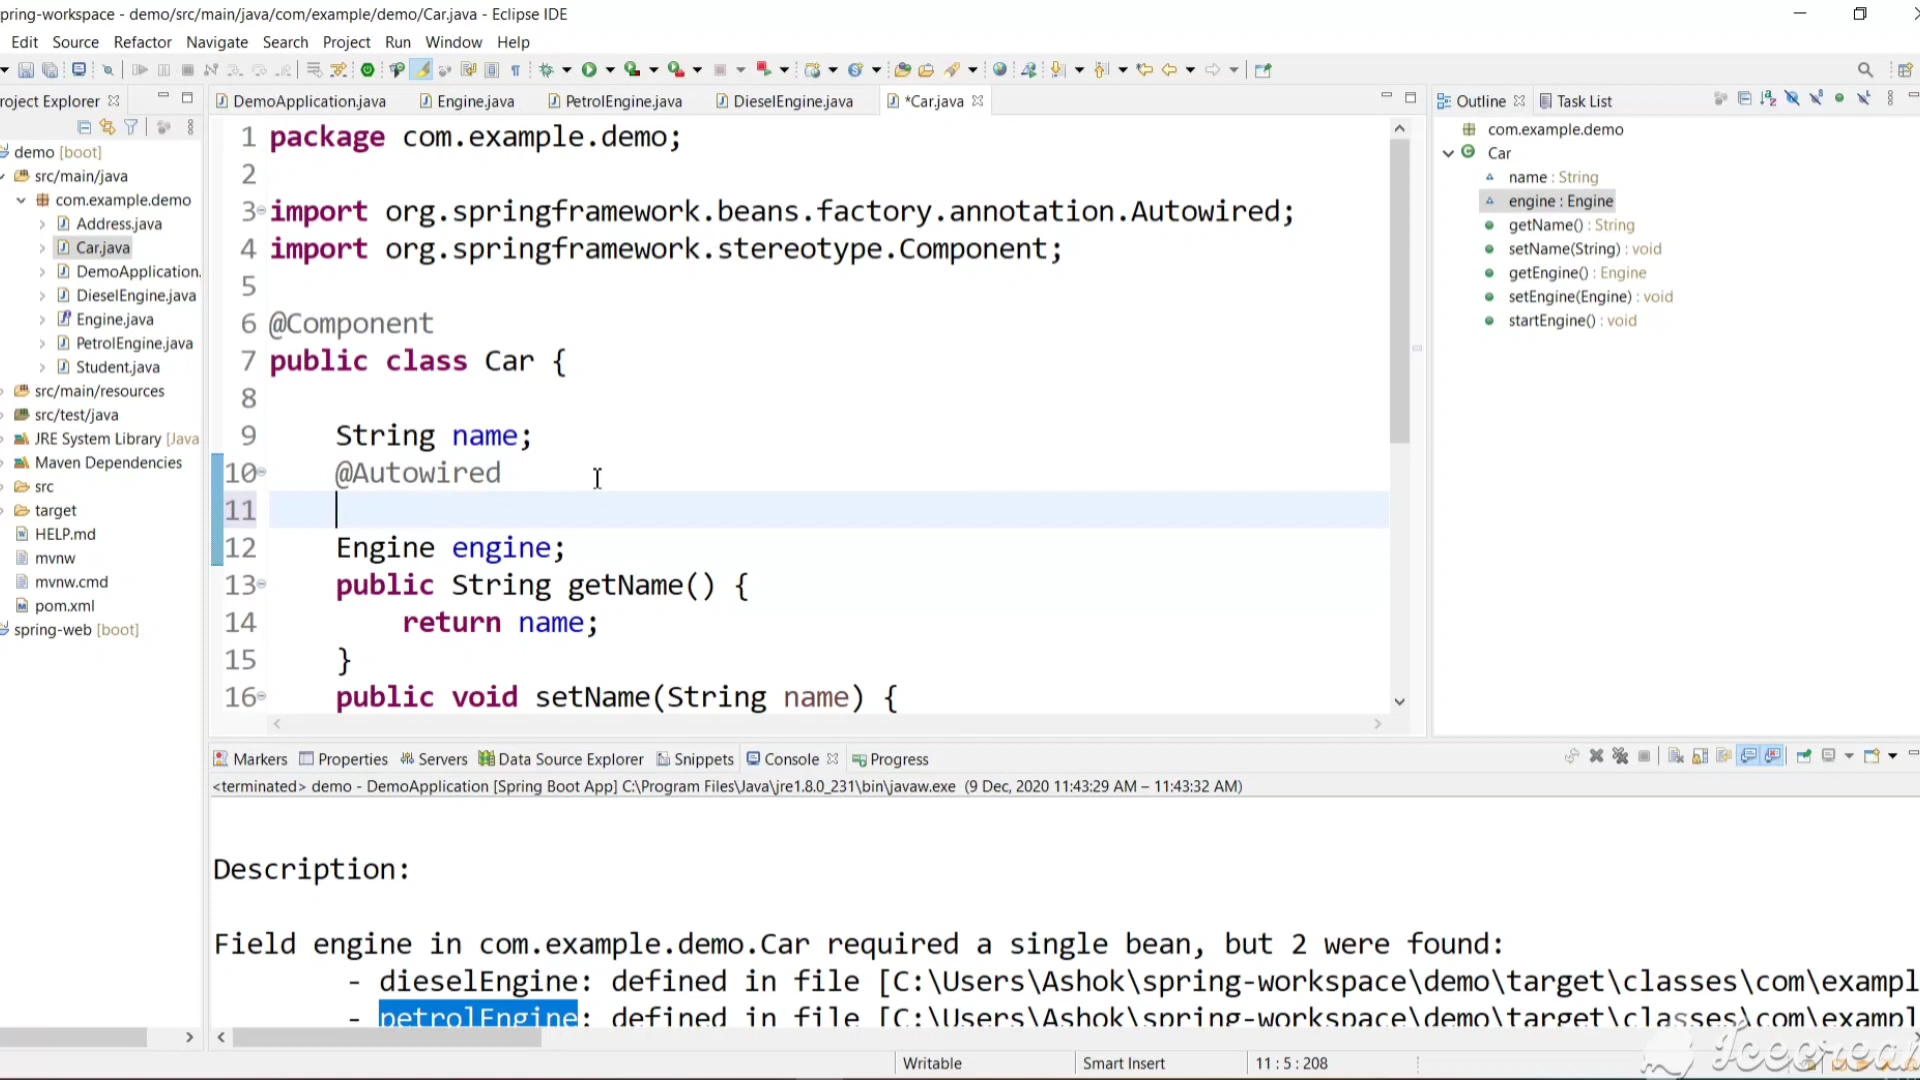 pring-workspace - demo/src/main/java/com/example/demo/Car.java - Eclipse IDE
Edit Source Refactor Navigate Search Project Run Window Help
roject Explorer
DemoApplication.java Engine.java PetrolEngine.java DieselEngine.java *Car.java
Outline Task List
demo [boot]
src/main/java
com.example.demo
Address.java
Car.java
DemoApplication.
DieselEngine.java
Engine.java
PetrolEngine.java
Student.java
src/main/resources
src/test/java
JRE System Library [Java
Maven Dependencies
src
target
HELP.md
mvnw
mvnw.cmd
pom.xml
spring-web [boot]
1 package com.example.demo;
2
3 import org.springframework.beans.factory.annotation.Autowired;
4 import org.springframework.stereotype.Component;
5
6 @Component
7 public class Car {
8
9 String name;
10 @Autowired
11
12 Engine engine;
13 public String getName() {
14 return name;
15 }
16 public void setName(String name) {
com.example.demo
Car
name : String
engine : Engine
getName() : String
setName(String) : void
getEngine() : Engine
setEngine(Engine) : void
startEngine() : void
Markers Properties Servers Data Source Explorer Snippets Console Progress
<terminated> demo - DemoApplication [Spring Boot App] C:\Program Files\Java\jre1.8.0_231\bin\javaw.exe (9 Dec, 2020 11:43:29 AM – 11:43:32 AM)
Description:
Field engine in com.example.demo.Car required a single bean, but 2 were found:
- dieselEngine: defined in file [C:\Users\Ashok\spring-workspace\demo\target\classes\com\exampl
- petrolEngine: defined in file [C:\Users\Ashok\spring-workspace\demo\target\classes\com\exampl
Writable Smart Insert 11 : 5 : 208